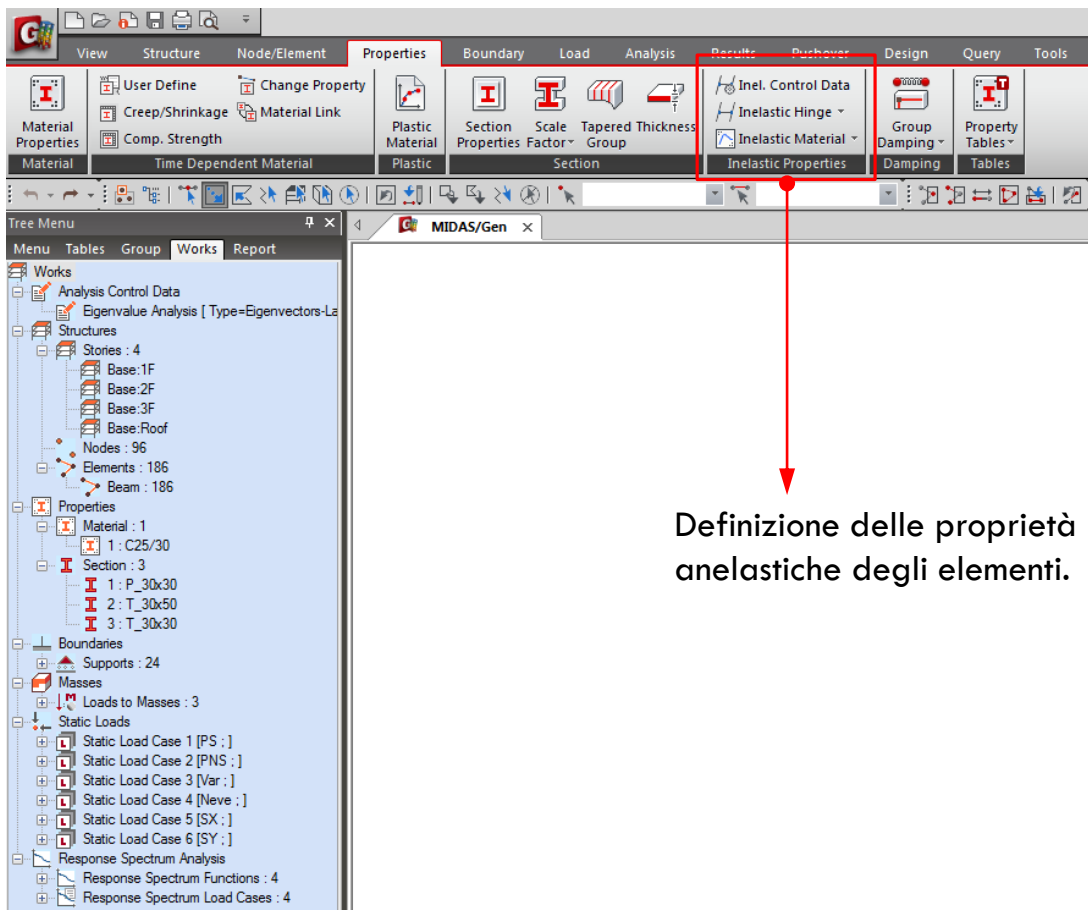 View Structure Node/Element Properties Boundary Load Analysis Results Pushover Design Query Tools
User Define
Creep/Shrinkage
Comp. Strength
Change Property
Material Link
Material
Properties
Plastic
Material
Section
Properties
Scale
Factor
Tapered
Group
Thickness
Inel. Control Data
Inelastic Hinge
Inelastic Material
Group
Damping
Property
Tables
Material Time Dependent Material Plastic Section Inelastic Properties Damping Tables
Tree Menu
Menu Tables Group Works Report
MIDAS/Gen
Works
Analysis Control Data
Eigenvalue Analysis [ Type=Eigenvectors-La
Structures
Stories : 4
Base:1F
Base:2F
Base:3F
Base:Roof
Nodes : 96
Elements : 186
Beam : 186
Properties
Material : 1
1 : C25/30
Section : 3
1 : P_30x30
2 : T_30x50
3 : T_30x30
Boundaries
Supports : 24
Masses
Loads to Masses : 3
Static Loads
Static Load Case 1 [PS ; ]
Static Load Case 2 [PNS ; ]
Static Load Case 3 [Var ; ]
Static Load Case 4 [Neve ; ]
Static Load Case 5 [SX ; ]
Static Load Case 6 [SY ; ]
Response Spectrum Analysis
Response Spectrum Functions : 4
Response Spectrum Load Cases : 4
Definizione delle proprietà
anelastiche degli elementi.